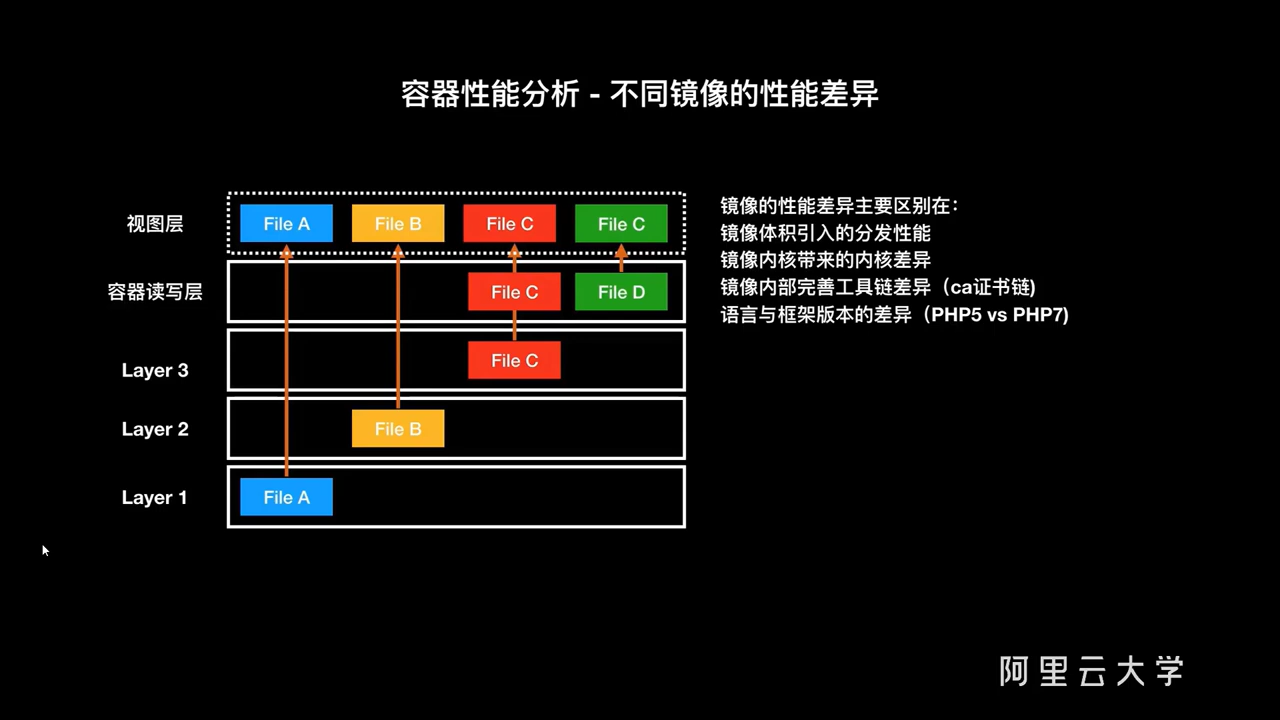 容器性能分析 - 不同镜像的性能差异
视图层
File A
File B
File C
File C
容器读写层
File C
File D
Layer 3
File C
Layer 2
File B
Layer 1
File A
镜像的性能差异主要区别在：
镜像体积引入的分发性能
镜像内核带来的内核差异
镜像内部完善工具链差异（ca证书链)
语言与框架版本的差异（PHP5 vs PHP7)
阿里云大学